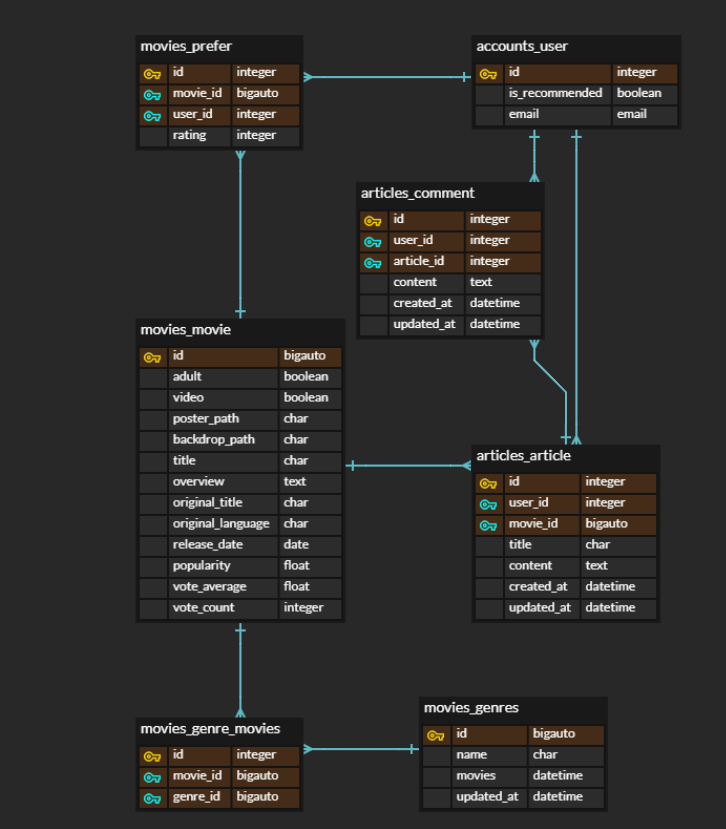 movies_prefer
id integer
movie_id bigauto
user_id integer
rating integer
accounts_user
id integer
is_recommended boolean
email email
articles_comment
id integer
user_id integer
article_id integer
content text
created_at datetime
updated_at datetime
movies_movie
id bigauto
adult boolean
video boolean
poster_path char
backdrop_path char
title char
overview text
original_title char
original_language char
release_date date
popularity float
vote_average float
vote_count integer
articles_article
id integer
user_id integer
movie_id bigauto
title char
content text
created_at datetime
updated_at datetime
movies_genre_movies
id integer
movie_id bigauto
genre_id bigauto
movies_genres
id bigauto
name char
movies datetime
updated_at datetime